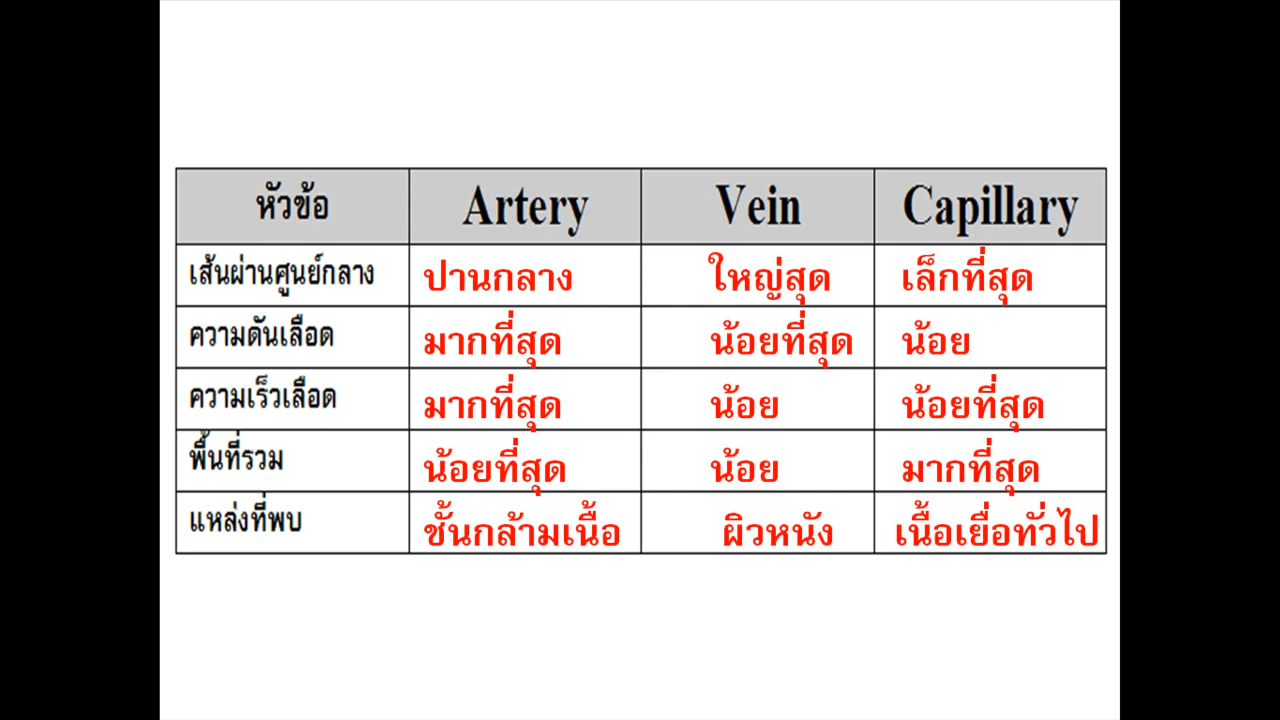 หัวข้อ Artery Vein Capillary
เส้นผ่านศูนย์กลาง ปานกลาง ใหญ่สุด เล็กที่สุด
ความดันเลือด มากที่สุด น้อยที่สุด น้อย
ความเร็วเลือด มากที่สุด น้อย น้อยที่สุด
พื้นที่รวม น้อยที่สุด น้อย มากที่สุด
แหล่งที่พบ ชั้นกล้ามเนื้อ ผิวหนัง เนื้อเยื่อทั่วไป